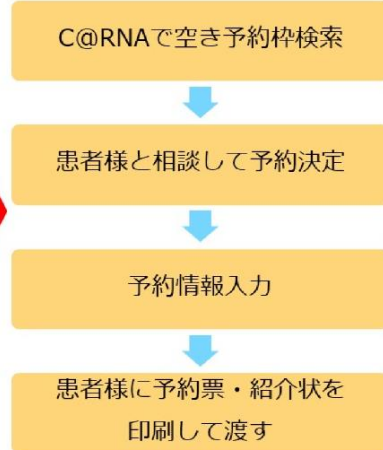 C@RNAで空き予約枠検索
患者様と相談して予約決定
予約情報入力
患者様に予約票・紹介状を
印刷して渡す